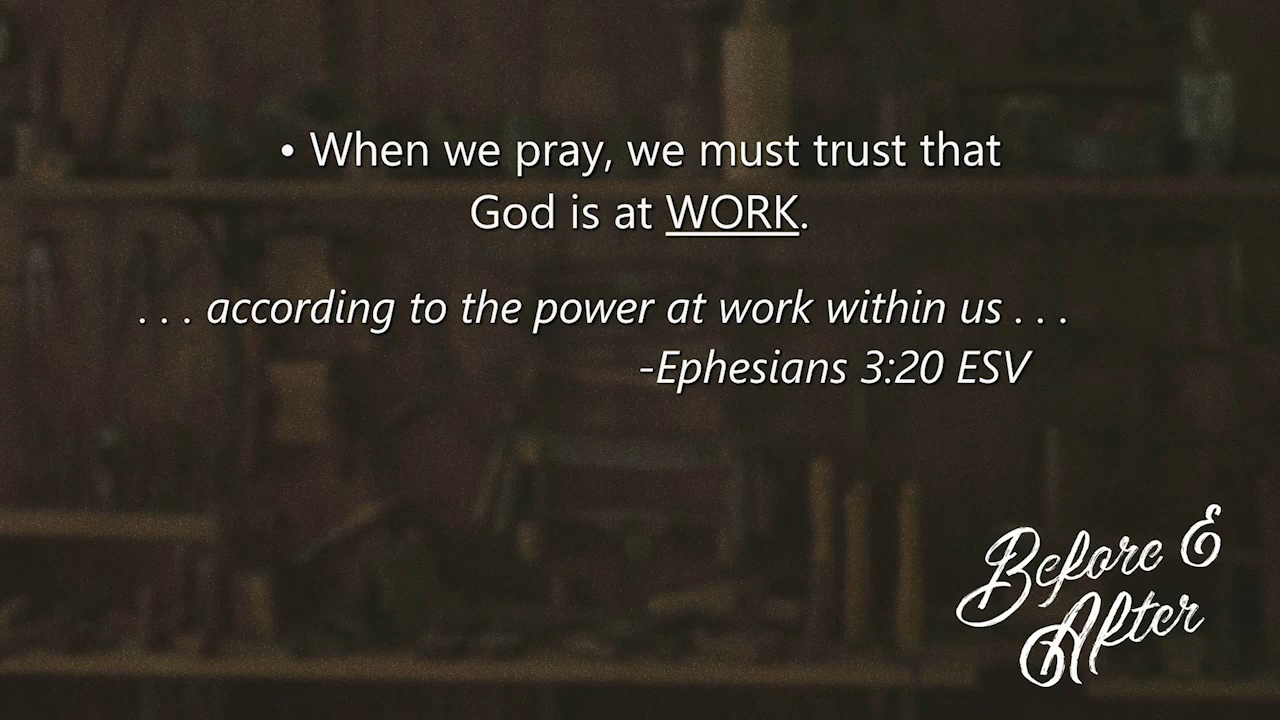 • When we pray, we must trust that
God is at WORK.
. . . according to the power at work within us . . .
-Ephesians 3:20 ESV
Before &
After